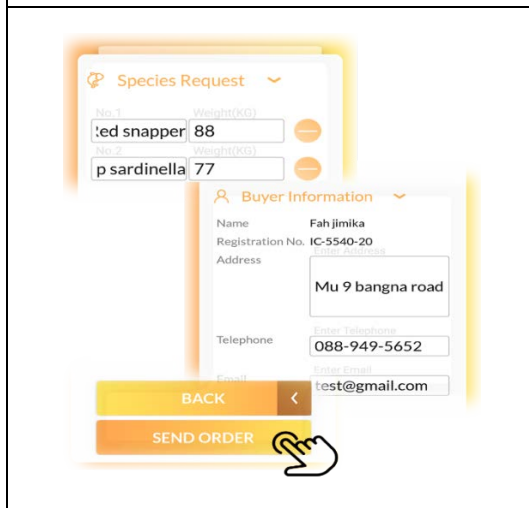 Species Request
No.1 Weight(KG)
ed snapper 88
No.2 Weight(KG)
p sardinella 77
Buyer Information
Name Fah jimika
Registration No. IC-5540-20
Enter Address
Address
Mu 9 bangna road
Enter Telephone
Telephone 088-949-5652
Enter Email
Email test@gmail.com
BACK
SEND ORDER